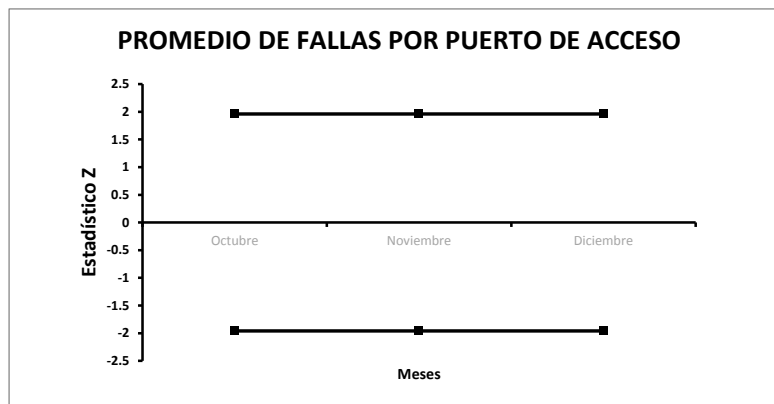 PROMEDIO DE FALLAS POR PUERTO DE ACCESO
2.5
2
1.5
1
0.5
0
-0.5
-1
-1.5
-2
-2.5
Estadístico Z
Octubre Noviembre Diciembre
Meses